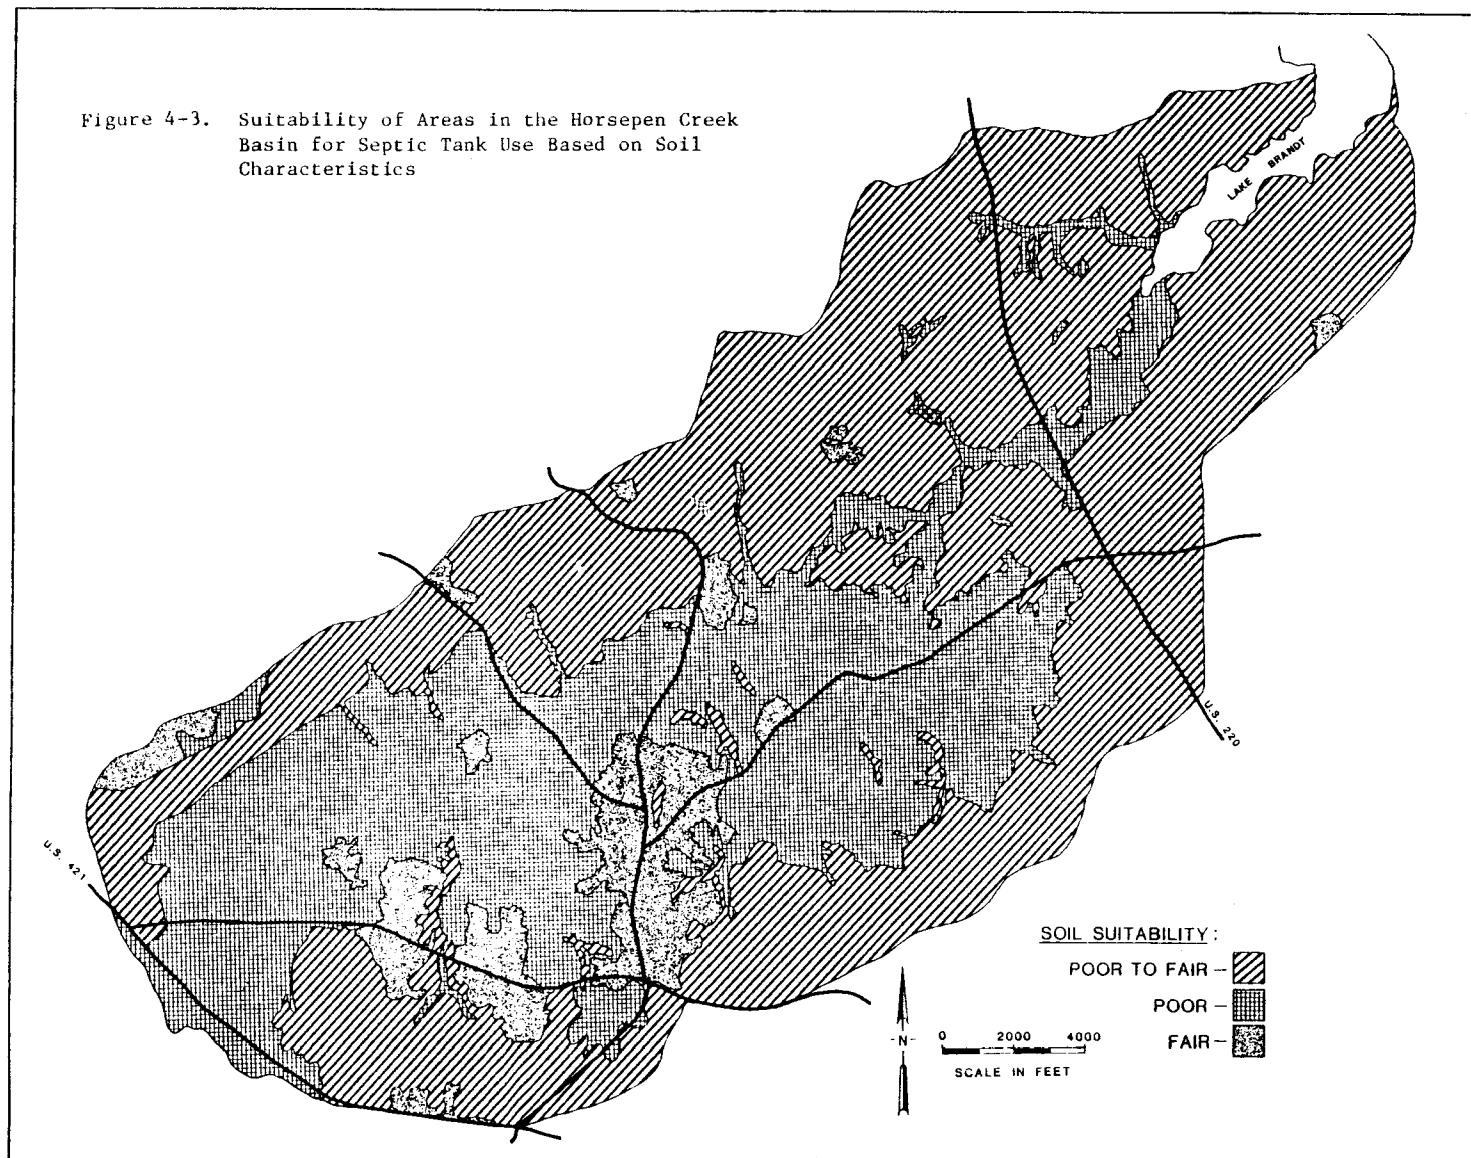 Figure 4-3. Suitability of Areas in the Horsepen Creek
Basin for Septic Tank Use Based on Soil
Characteristics
LAKE BRANDT
U.S. 220
U.S. 421
SOIL SUITABILITY:
POOR TO FAIR -
POOR -
FAIR -
-N-
0 2000 4000
SCALE IN FEET